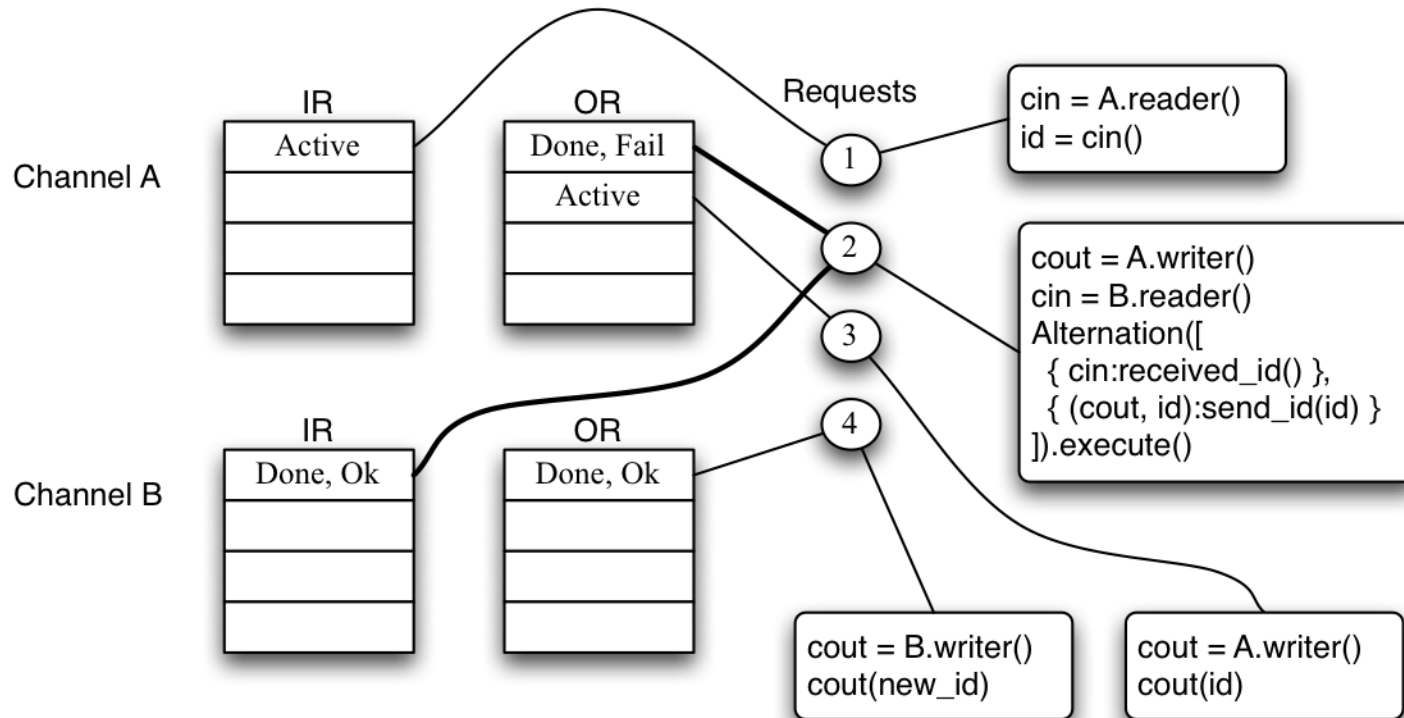 Requests
cin = A.reader()
id = cin()
IR
OR
Active
Done, Fail
1
Channel A
Active
2
cout = A.writer()
cin = B.reader()
Alternation([
{ cin:received_id() },
{ (cout, id):send_id(id) }
]).execute()
3
4
IR
OR
Done, Ok
Done, Ok
Channel B
cout = B.writer()
cout(new_id)
cout = A.writer()
cout(id)